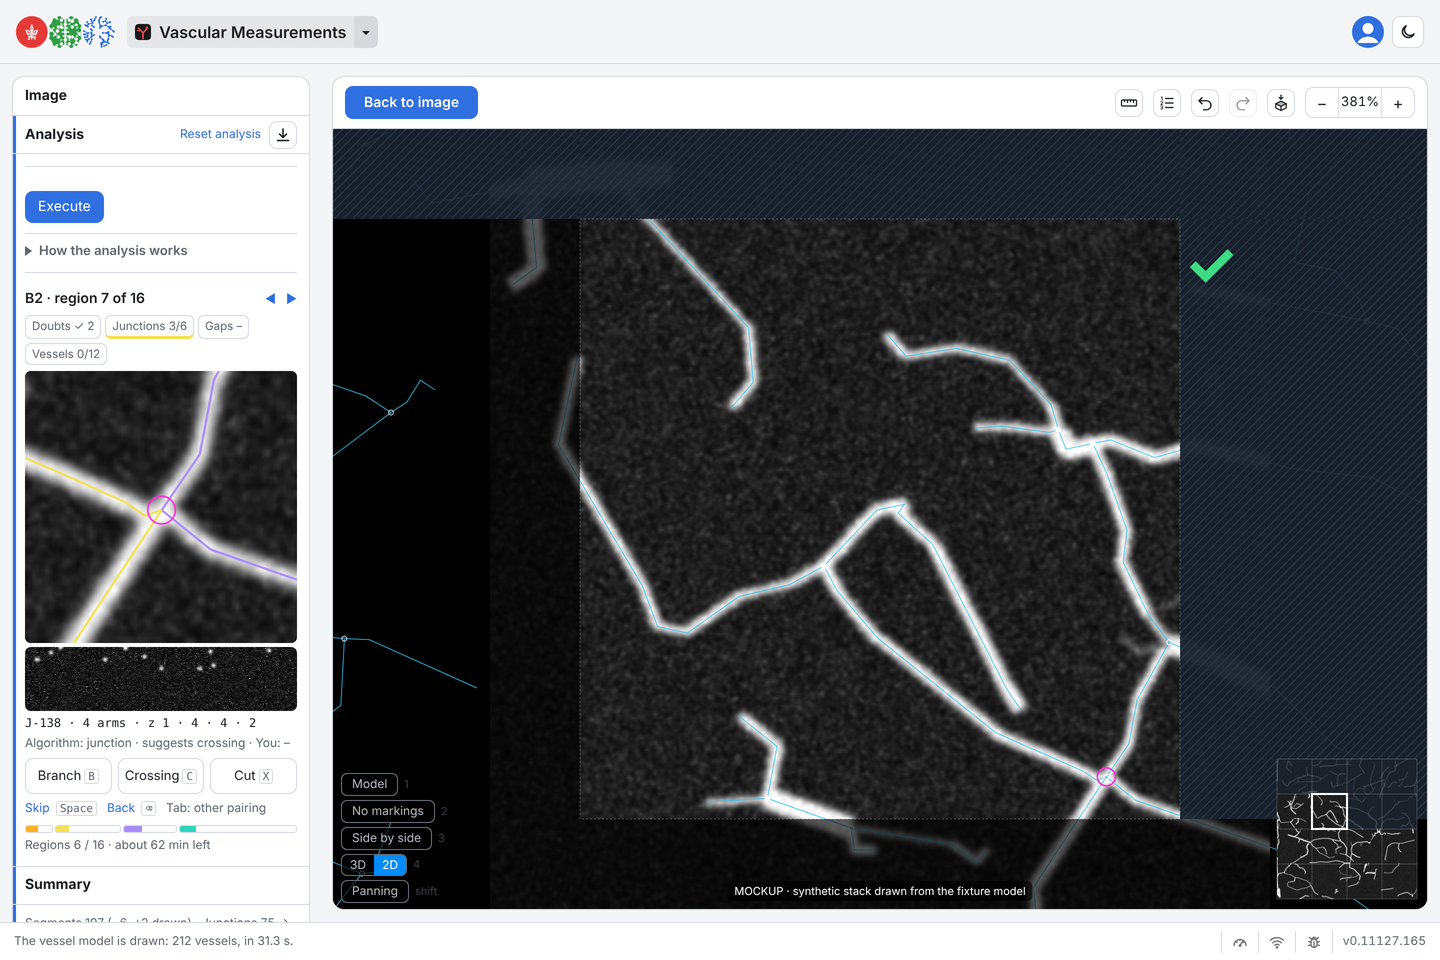 Vascular Measurements
Image
Analysis
Reset analysis
Execute
How the analysis works
B2 · region 7 of 16
Doubts ✓ 2
Junctions 3/6
Gaps –
Vessels 0/12
J-138 · 4 arms · z 1 · 4 · 4 · 2
Algorithm: junction · suggests crossing · You: –
Branch B
Crossing C
Cut X
Skip Space Back ⌫ Tab: other pairing
Regions 6 / 16 · about 62 min left
Summary
Back to image
− 381% +
Model 1
No markings 2
Side by side 3
3D 2D 4
Panning shift
MOCKUP · synthetic stack drawn from the fixture model
The vessel model is drawn: 212 vessels, in 31.3 s.
v0.11127.165